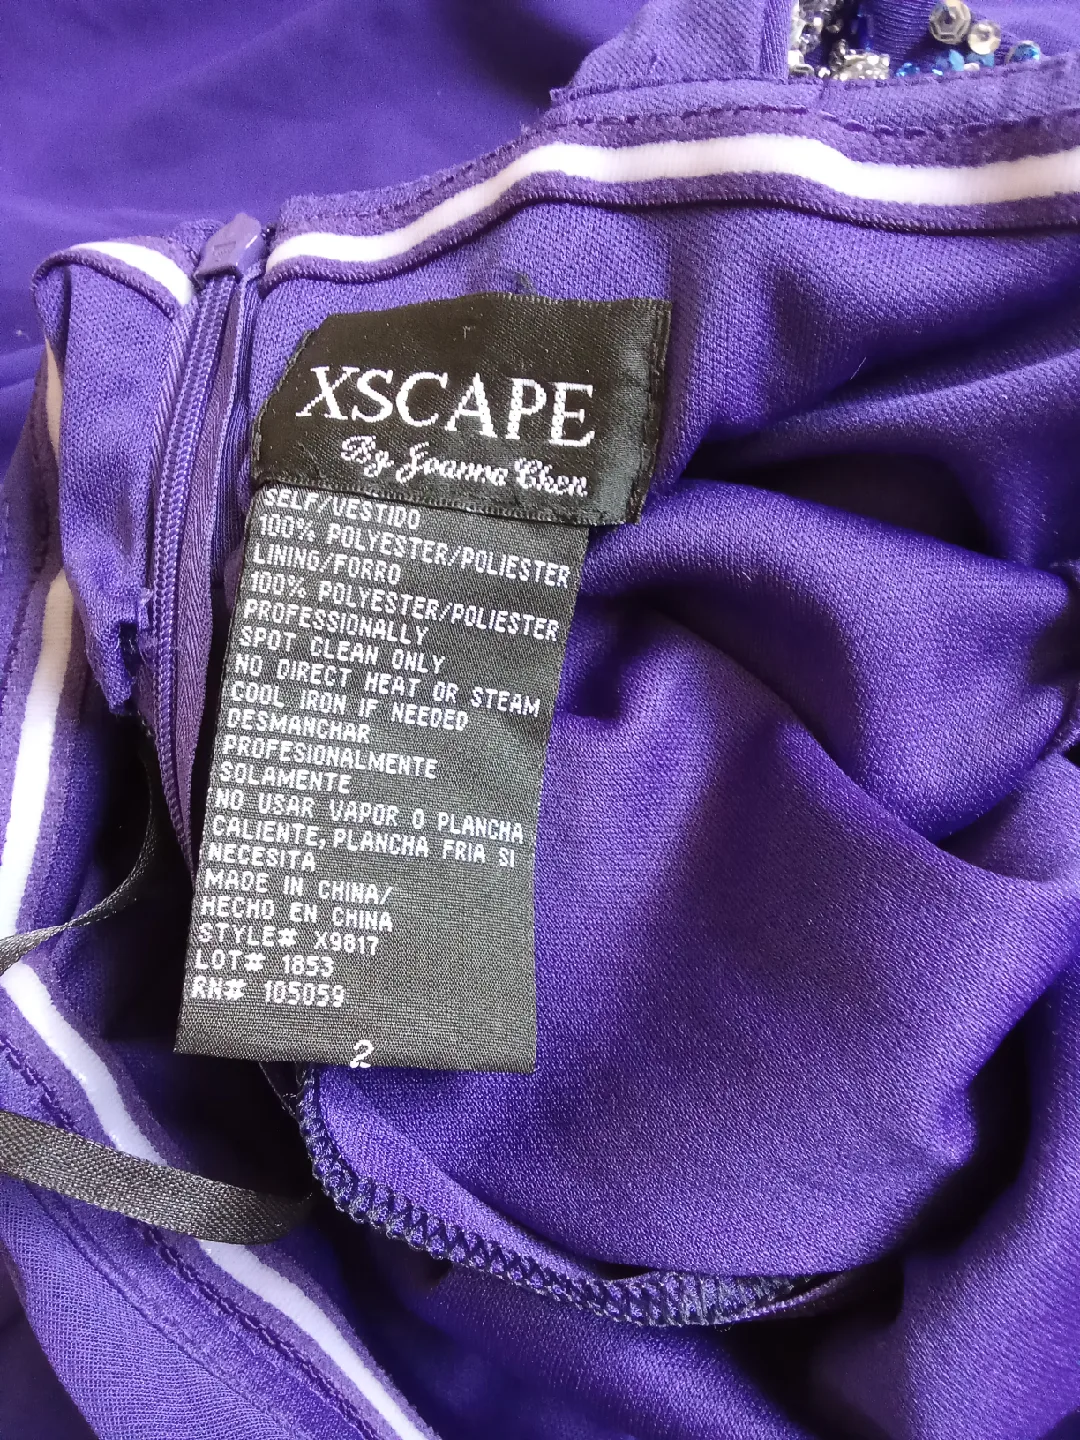 XSCAPE
By Joanna Chen
SELF/VESTIDO
100% POLYESTER/POLIESTER
LINING/FORRO
100% POLYESTER/POLIESTER
PROFESSIONALLY
SPOT CLEAN ONLY
NO DIRECT HEAT OR STEAM
COOL IRON IF NEEDED
DESMANCHAR
PROFESIONALMENTE
SOLAMENTE
NO USAR VAPOR O PLANCHA
CALIENTE, PLANCHA FRIA SI
NECESITA
MADE IN CHINA/
HECHO EN CHINA
STYLE# X9817
LOT# 1853
RN# 105059
2